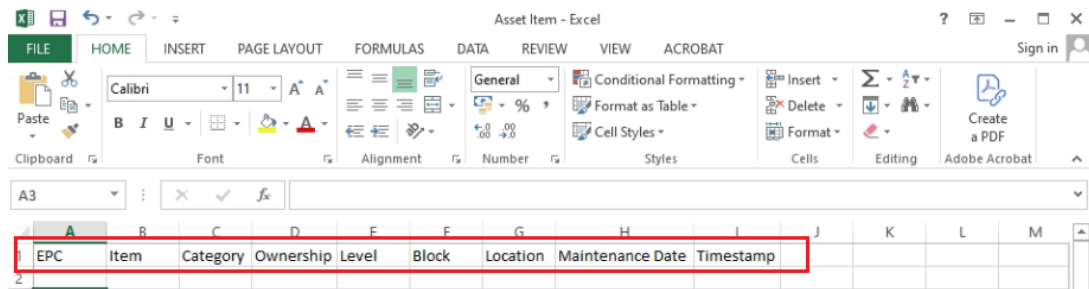 Asset Item - Excel
?
FILE HOME INSERT PAGE LAYOUT FORMULAS DATA REVIEW VIEW ACROBAT Sign in
Calibri 11 A A General Conditional Formatting Insert Σ
Paste % , Format as Table Delete Create
B I U A .00 .00 Cell Styles Format a PDF
Clipboard Font Alignment Number Styles Cells Editing Adobe Acrobat
A3 fx
A B C D E F G H I J K L M
1 EPC Item Category Ownership Level Block Location Maintenance Date Timestamp
2